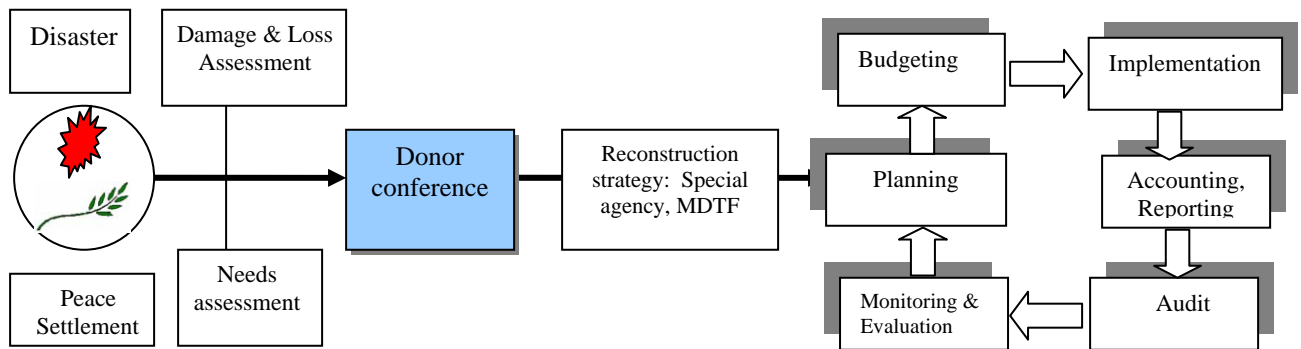 Disaster
Damage & Loss
Assessment
Peace
Settlement
Needs
assessment
Donor
conference
Reconstruction
strategy: Special
agency, MDTF
Planning
Budgeting
Implementation
Accounting,
Reporting
Audit
Monitoring &
Evaluation